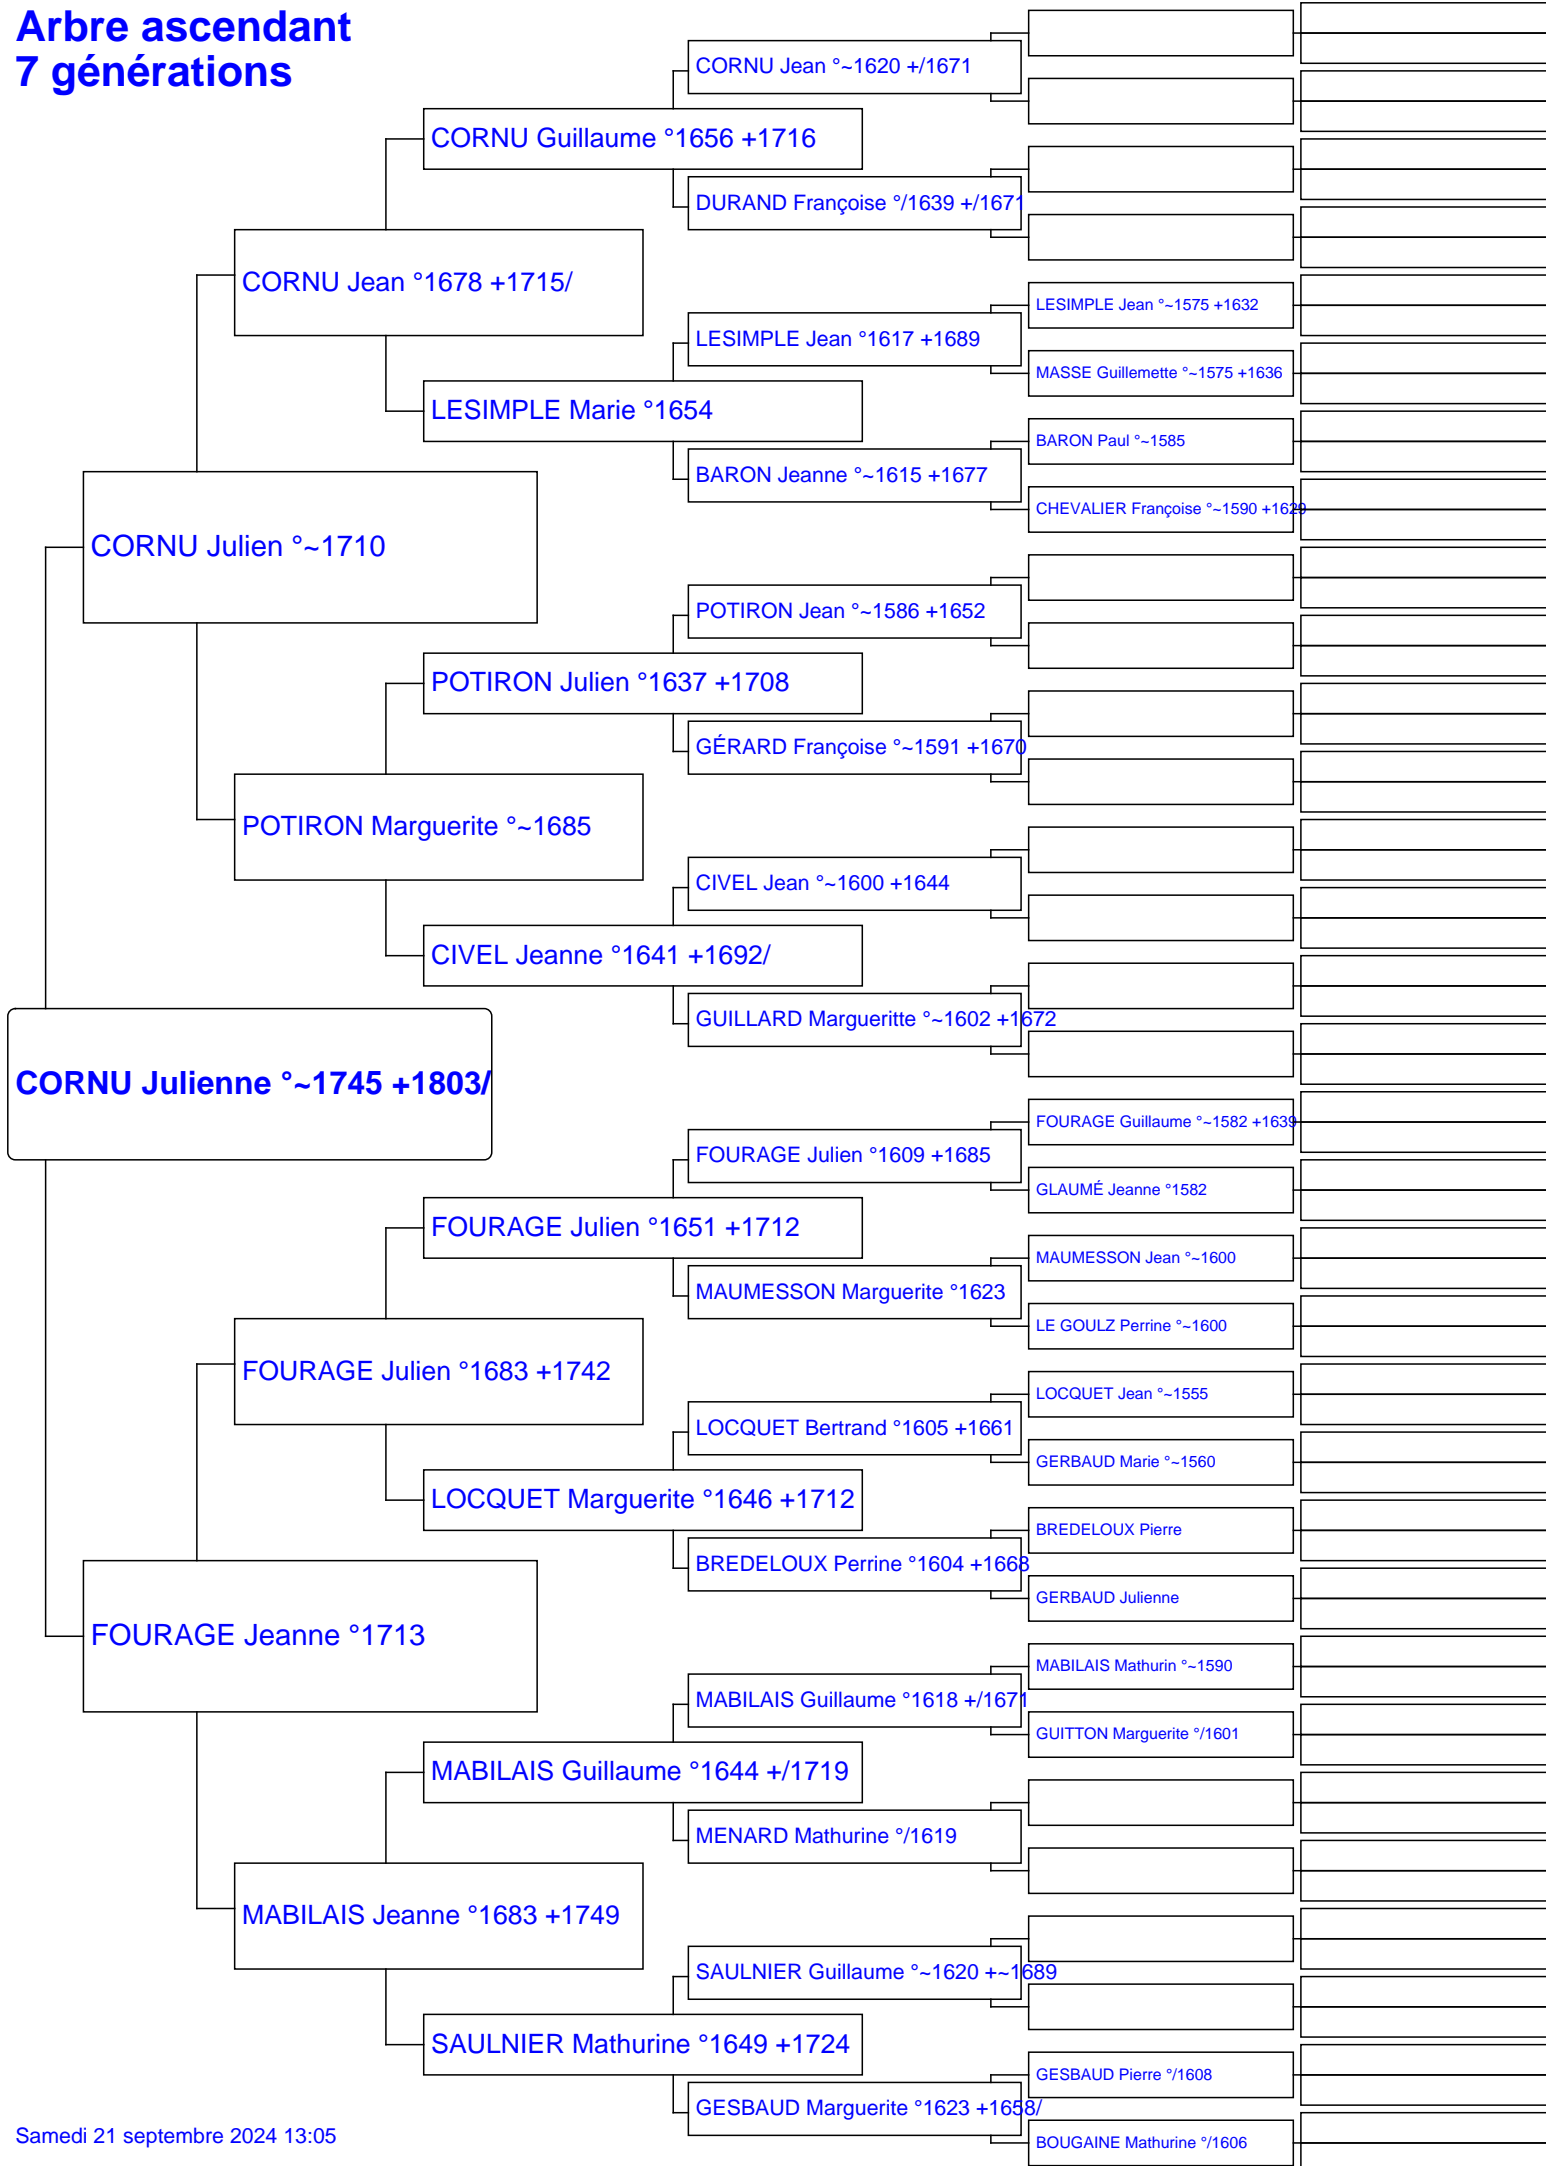 Arbre ascendant
7 générations
CORNU Jean °~1620 +/1671
CORNU Guillaume °1656 +1716
DURAND Françoise °/1639 +/1671
CORNU Jean °1678 +1715/
LESIMPLE Jean °~1575 +1632
LESIMPLE Jean °1617 +1689
MASSE Guillemette °~1575 +1636
LESIMPLE Marie °1654
BARON Paul °~1585
BARON Jeanne °~1615 +1677
CHEVALIER Françoise °~1590 +1629
CORNU Julien °~1710
POTIRON Jean °~1586 +1652
POTIRON Julien °1637 +1708
GÉRARD Françoise °~1591 +1670
POTIRON Marguerite °~1685
CIVEL Jean °~1600 +1644
CIVEL Jeanne °1641 +1692/
GUILLARD Margueritte °~1602 +1672
CORNU Julienne °~1745 +1803/
FOURAGE Guillaume °~1582 +1639
FOURAGE Julien °1609 +1685
GLAUMÉ Jeanne °1582
FOURAGE Julien °1651 +1712
MAUMESSON Jean °~1600
MAUMESSON Marguerite °1623
LE GOULZ Perrine °~1600
FOURAGE Julien °1683 +1742
LOCQUET Jean °~1555
LOCQUET Bertrand °1605 +1661
GERBAUD Marie °~1560
LOCQUET Marguerite °1646 +1712
BREDELOUX Pierre
BREDELOUX Perrine °1604 +1668
GERBAUD Julienne
FOURAGE Jeanne °1713
MABILAIS Mathurin °~1590
MABILAIS Guillaume °1618 +/1671
GUITTON Marguerite °/1601
MABILAIS Guillaume °1644 +/1719
MENARD Mathurine °/1619
MABILAIS Jeanne °1683 +1749
SAULNIER Guillaume °~1620 +~1689
SAULNIER Mathurine °1649 +1724
GESBAUD Pierre °/1608
GESBAUD Marguerite °1623 +1658/
BOUGAINE Mathurine °/1606
Samedi 21 septembre 2024 13:05